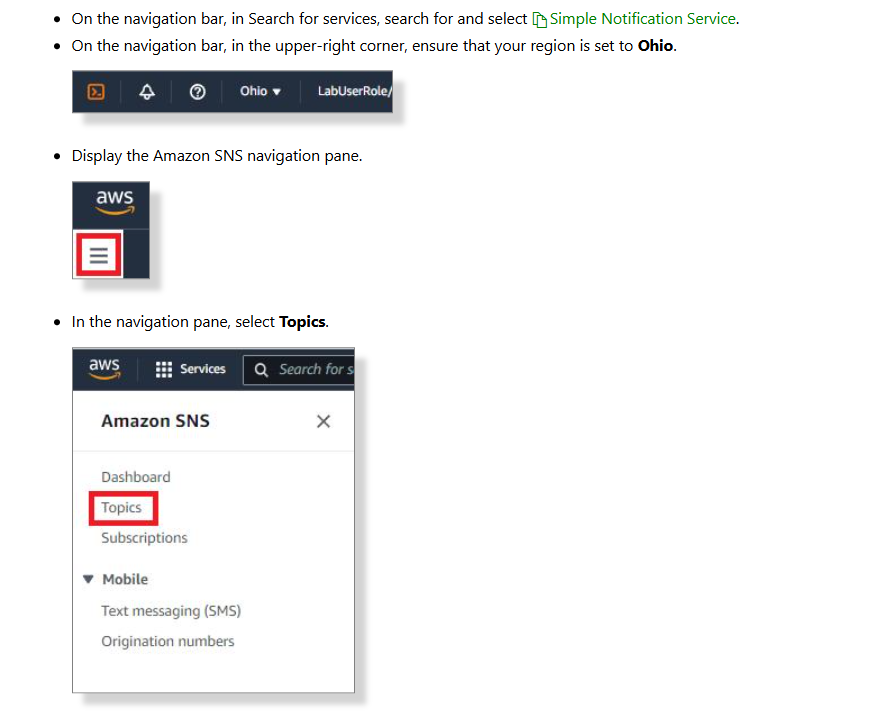 On the navigation bar, in Search for services, search for and select Simple Notification Service.
On the navigation bar, in the upper-right corner, ensure that your region is set to Ohio.
Ohio LabUserRole/
Display the Amazon SNS navigation pane.
aws
In the navigation pane, select Topics.
aws Services Search for s
Amazon SNS
Dashboard
Topics
Subscriptions
Mobile
Text messaging (SMS)
Origination numbers